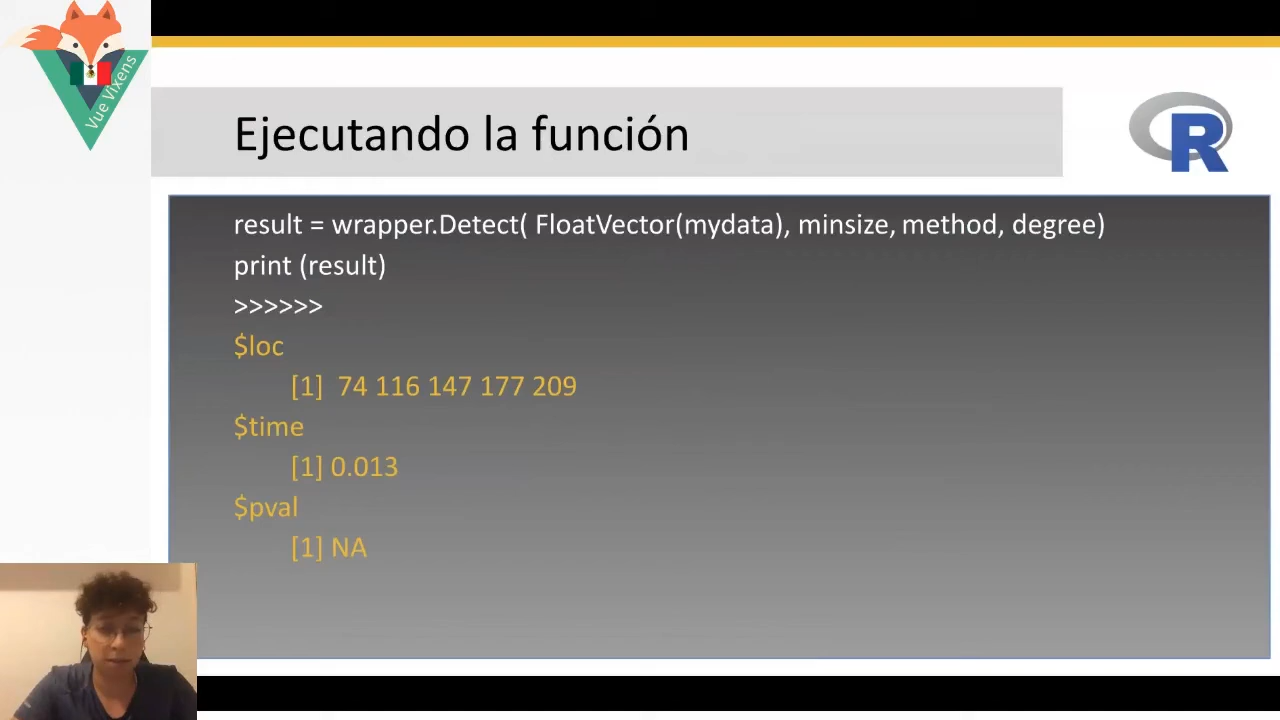 Vue Vixens
Ejecutando la función
R
result = wrapper.Detect( FloatVector(mydata), minsize, method, degree)
print (result)
>>>>>>
$loc
[1]  74 116 147 177 209
$time
[1] 0.013
$pval
[1] NA